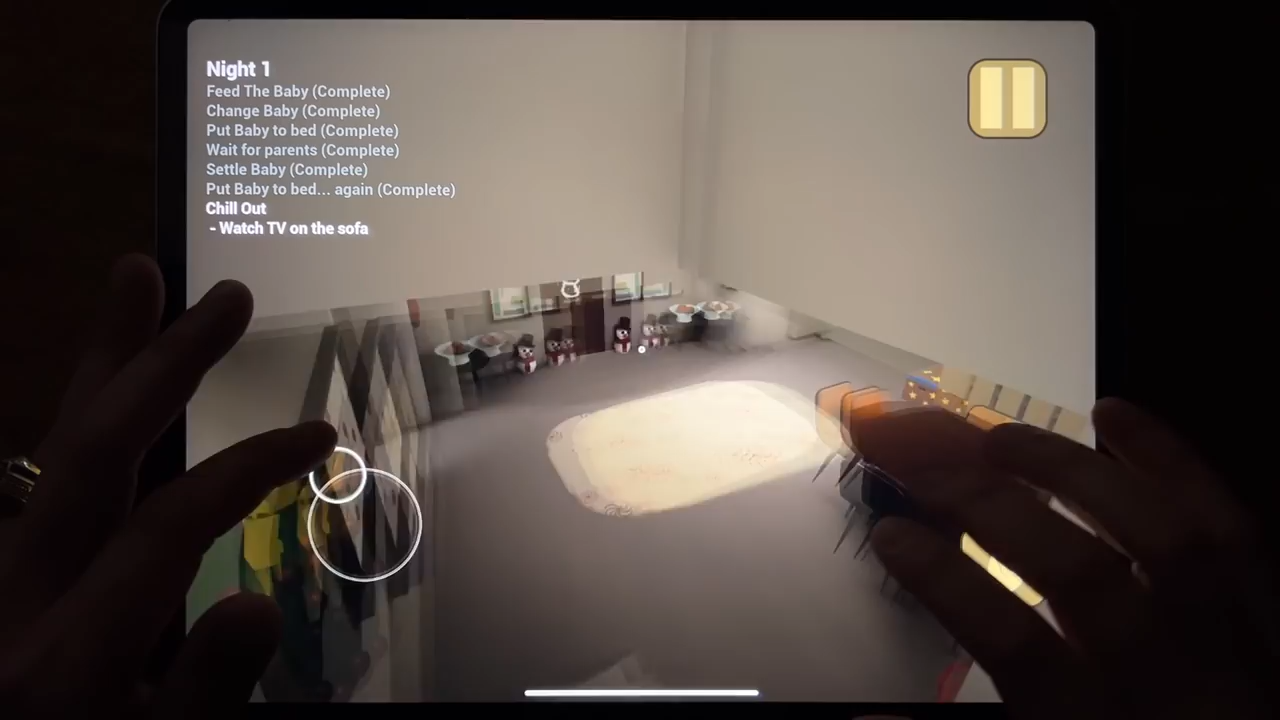 Night 1
Feed The Baby (Complete)
Change Baby (Complete)
Put Baby to bed (Complete)
Wait for parents (Complete)
Settle Baby (Complete)
Put Baby to bed... again (Complete)
Chill Out
- Watch TV on the sofa